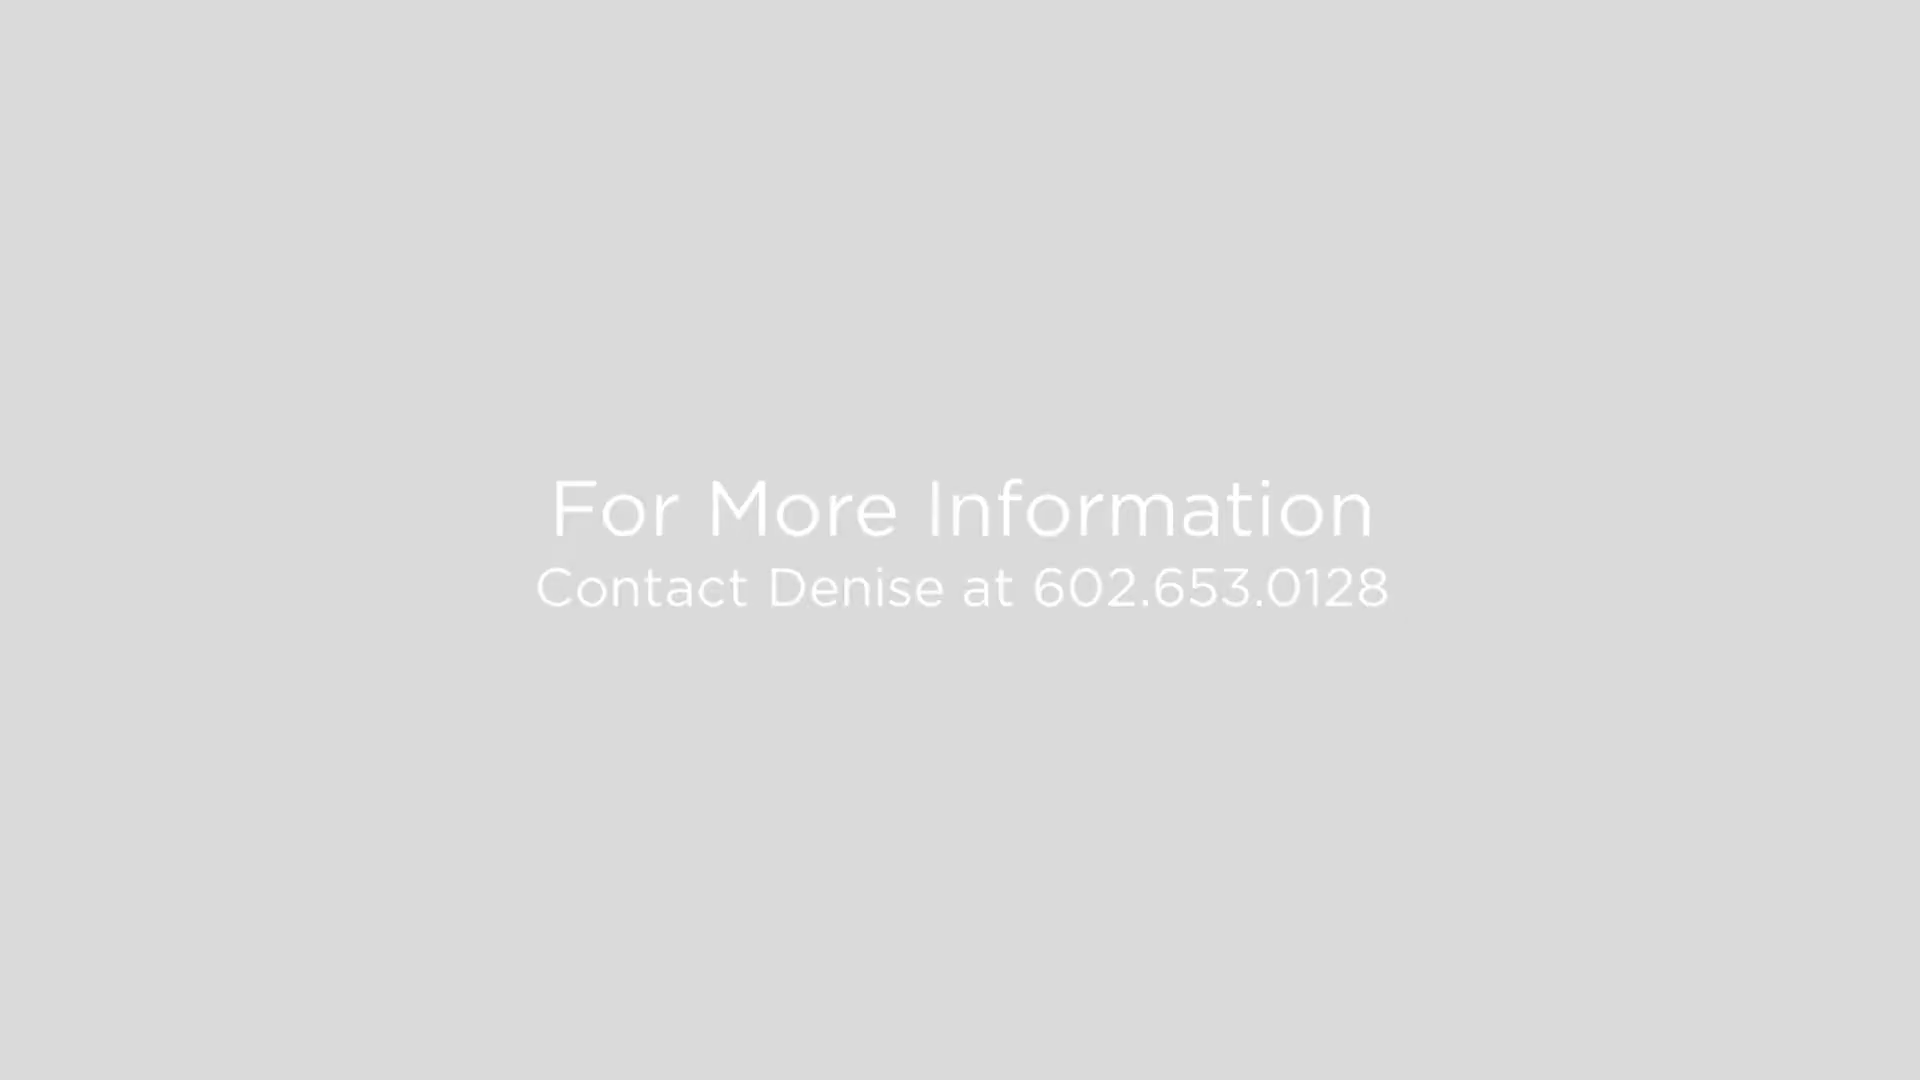 For More Information
Contact Denise at 602.653.0128